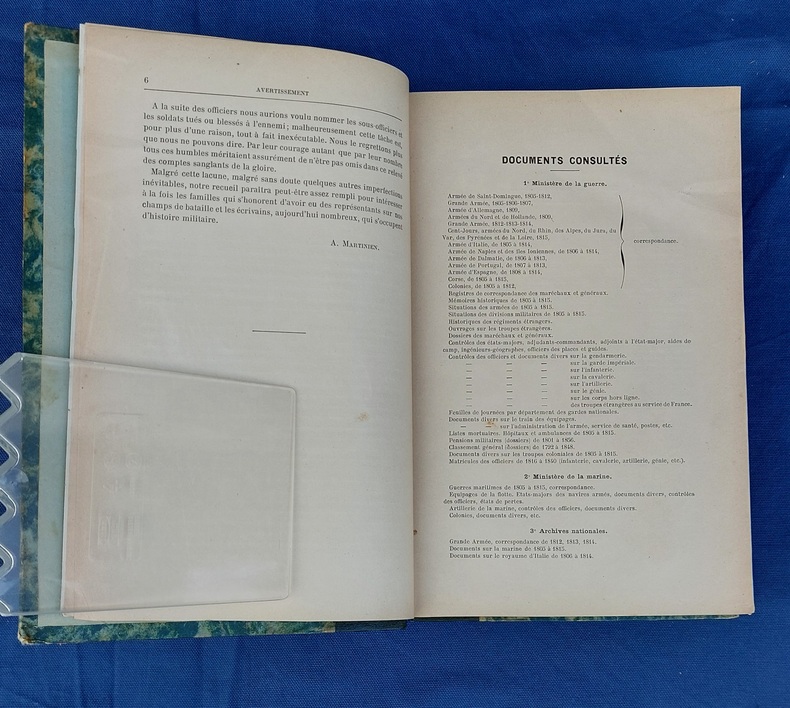 6
AVERTISSEMENT
A la suite des officiers nous aurions voulu nommer les sous-officiers et
les soldats tués ou blessés à l'ennemi; malheureusement cette tâche est,
pour plus d'une raison, tout à fait inexécutable. Nous le regrettons plus
que nous ne pouvons dire. Par leur courage autant que par leur nombre
tous ces humbles méritaient assurément de n'être pas omis dans ce relevé
des comptes sanglants de la gloire.
Malgré cette lacune, malgré sans doute quelques autres imperfections
inévitables, notre recueil paraîtra peut-être assez rempli pour intéresser
à la fois les familles qui s'honorent d'avoir eu des représentants sur nos
champs de bataille et les écrivains, aujourd'hui nombreux, qui s'occupent
d'histoire militaire.
A. MARTINIEN.
DOCUMENTS CONSULTÉS
1° Ministère de la guerre.
Armée de Saint-Domingue, 1805-1812,
Grande Armée, 1805-1806-1807,
Armée d'Allemagne, 1809,
Armées du Nord et de Hollande, 1809,
Grande Armée, 1812-1813-1814,
Cent-Jours, armées du Nord, du Rhin, des Alpes, du Jura, du
Var, des Pyrénées et de la Loire, 1815,
Armée d'Italie, de 1805 à 1814,
correspondance.
Armée de Naples et des îles Ioniennes, de 1806 à 1814,
Armée de Dalmatie, de 1806 à 1813,
Armée de Portugal, de 1807 à 1813,
Armée d'Espagne, de 1808 à 1814,
Corse, de 1805 à 1815,
Colonies, de 1805 à 1812,
Registres de correspondance des maréchaux et généraux.
Mémoires historiques de 1805 à 1815.
Situations des armées de 1805 à 1815.
Situations des divisions militaires de 1805 à 1815.
Historiques des régiments étrangers.
Ouvrages sur les troupes étrangères.
Dossiers des maréchaux et généraux.
Contrôles des états-majors, adjudants-commandants, adjoints à l'état-major, aides de
camp, ingénieurs-géographes, officiers des places et guides.
Contrôles des officiers et documents divers sur la gendarmerie.
— — — sur la garde impériale.
— — — sur l'infanterie.
— — — sur la cavalerie.
— — — sur l'artillerie.
— — — sur le génie.
— — — sur les corps hors ligne.
— — — des troupes étrangères au service de France.
Feuilles de journées par département des gardes nationales.
Documents divers sur le train des équipages.
— — sur l'administration de l'armée, service de santé, postes, etc.
Listes mortuaires. Hôpitaux et ambulances de 1805 à 1815.
Pensions militaires (dossiers) de 1801 à 1856.
Classement général (dossiers) de 1792 à 1848.
Documents divers sur les troupes coloniales de 1805 à 1815.
Matricules des officiers de 1816 à 1840 (infanterie, cavalerie, artillerie, génie, etc.).
2° Ministère de la marine.
Guerres maritimes de 1805 à 1815, correspondance.
Equipages de la flotte. Etats-majors des navires armés, documents divers, contrôles
des officiers, états de pertes.
Artillerie de la marine, contrôles des officiers, documents divers.
Colonies, documents divers, etc.
3° Archives nationales.
Grande Armée, correspondance de 1812, 1813, 1814.
Documents sur la marine de 1805 à 1815.
Documents sur le royaume d'Italie de 1806 à 1814.